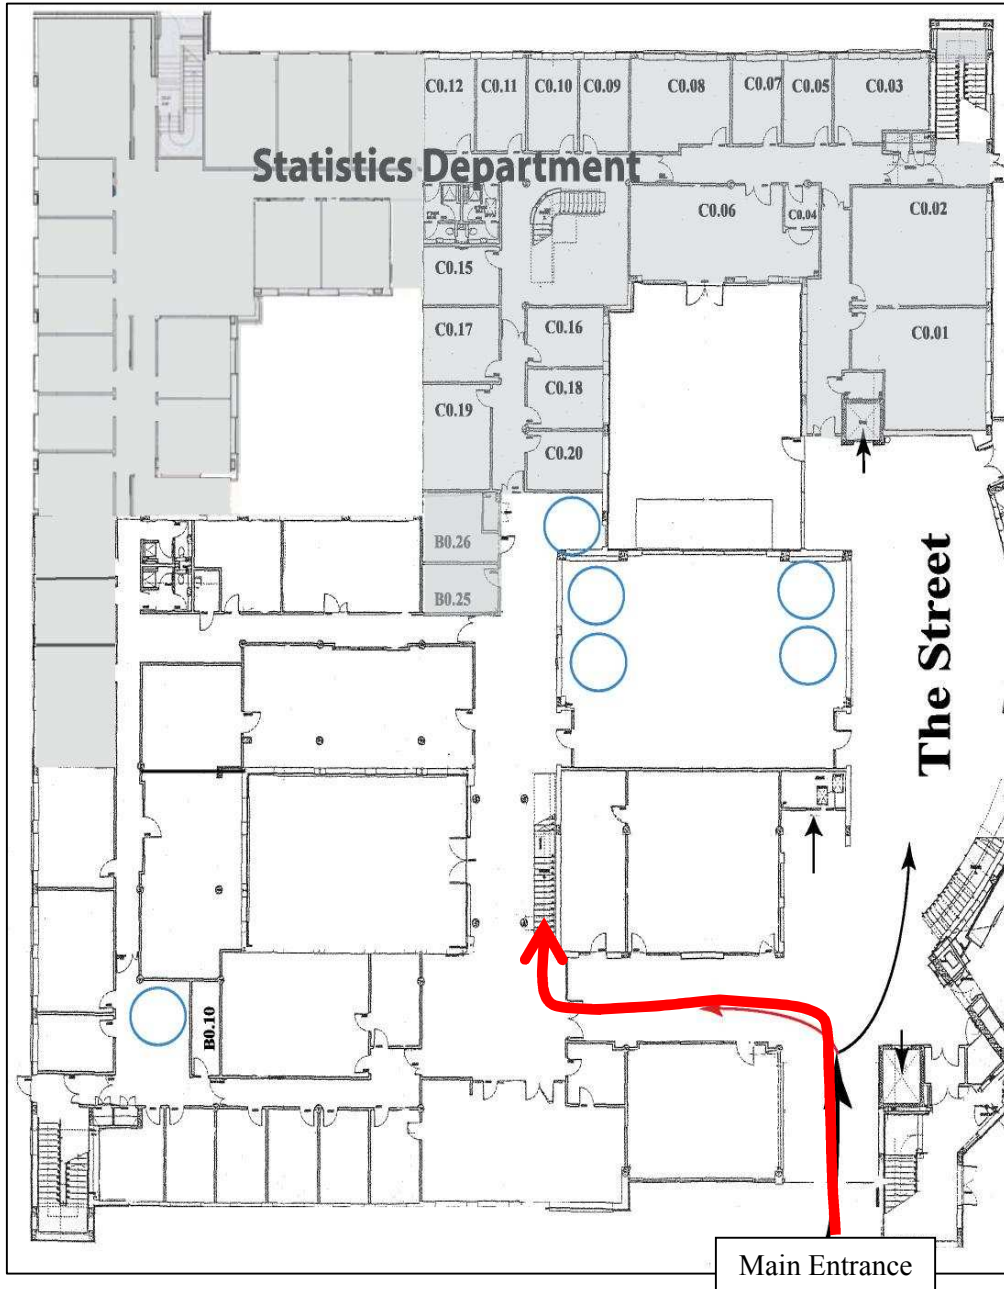 C0.12
C0.11
C0.10
C0.09
C0.08
C0.07
C0.05
C0.03
Statistics Department
C0.06
C0.04
C0.02
C0.15
C0.17
C0.16
C0.01
C0.19
C0.18
C0.20
B0.26
B0.25
The Street
B0.10
Main Entrance